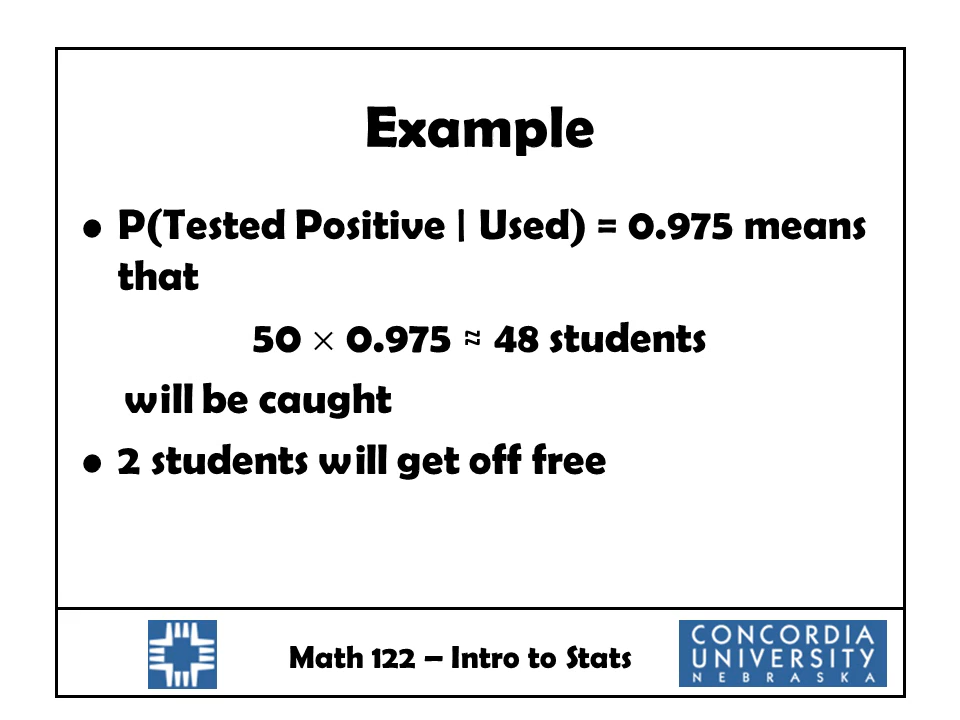 Example
• P(Tested Positive | Used) = 0.975 means
that
50 × 0.975 ≈ 48 students
will be caught
• 2 students will get off free
Math 122 – Intro to Stats
CONCORDIA
UNIVERSITY
NEBRASKA